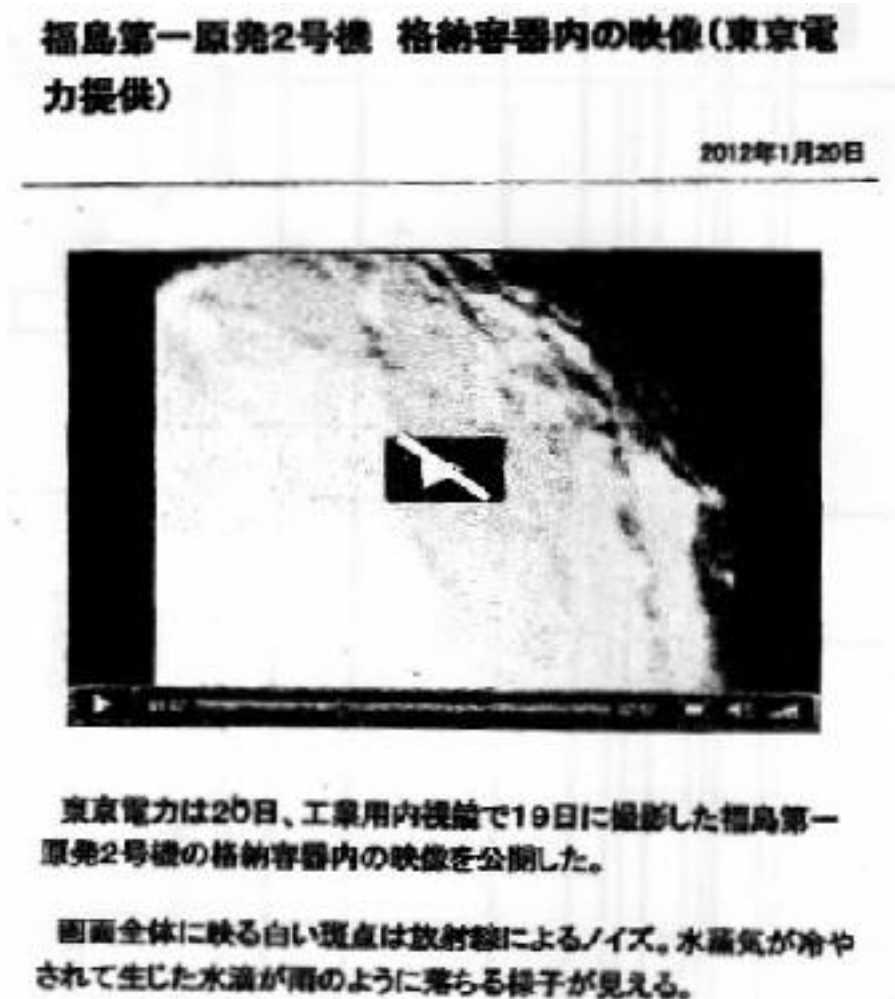 福島第一原発2号機 格納容器内の映像(東京電
力提供)
2012年1月20日
東京電力は20日、工業用内視鏡で19日に撮影した福島第一
原発2号機の格納容器内の映像を公開した。
画面全体に映る白い斑点は放射線によるノイズ。水蒸気が冷や
されて生じた水滴が雨のように落ちる様子が見える。